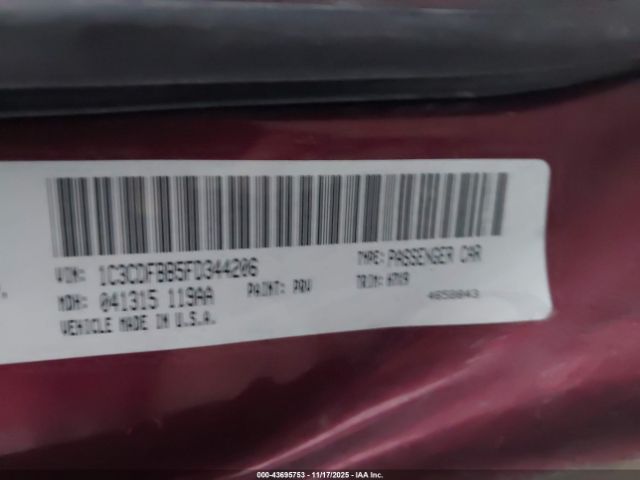 VIN: 1C3CDFBB5FD344206 TYPE: PASSENGER CAR
MDH: 041315 119AA PAINT: PRV TRIM: A7X9
VEHICLE MADE IN U.S.A. 4650043
000-43695753 - 11/17/2025 - IAA Inc.